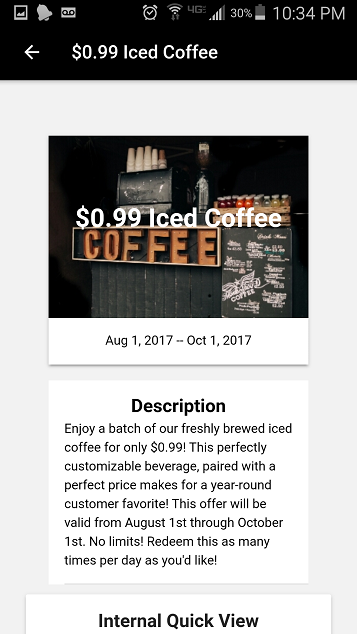 4G 30% 10:34 PM
$0.99 Iced Coffee
$0.99 Iced Coffee
COFFEE
Drink Menu
COFFEE
Aug 1, 2017 -- Oct 1, 2017
Description
Enjoy a batch of our freshly brewed iced
coffee for only $0.99! This perfectly
customizable beverage, paired with a
perfect price makes for a year-round
customer favorite! This offer will be
valid from August 1st through October
1st. No limits! Redeem this as many
times per day as you'd like!
Internal Quick View